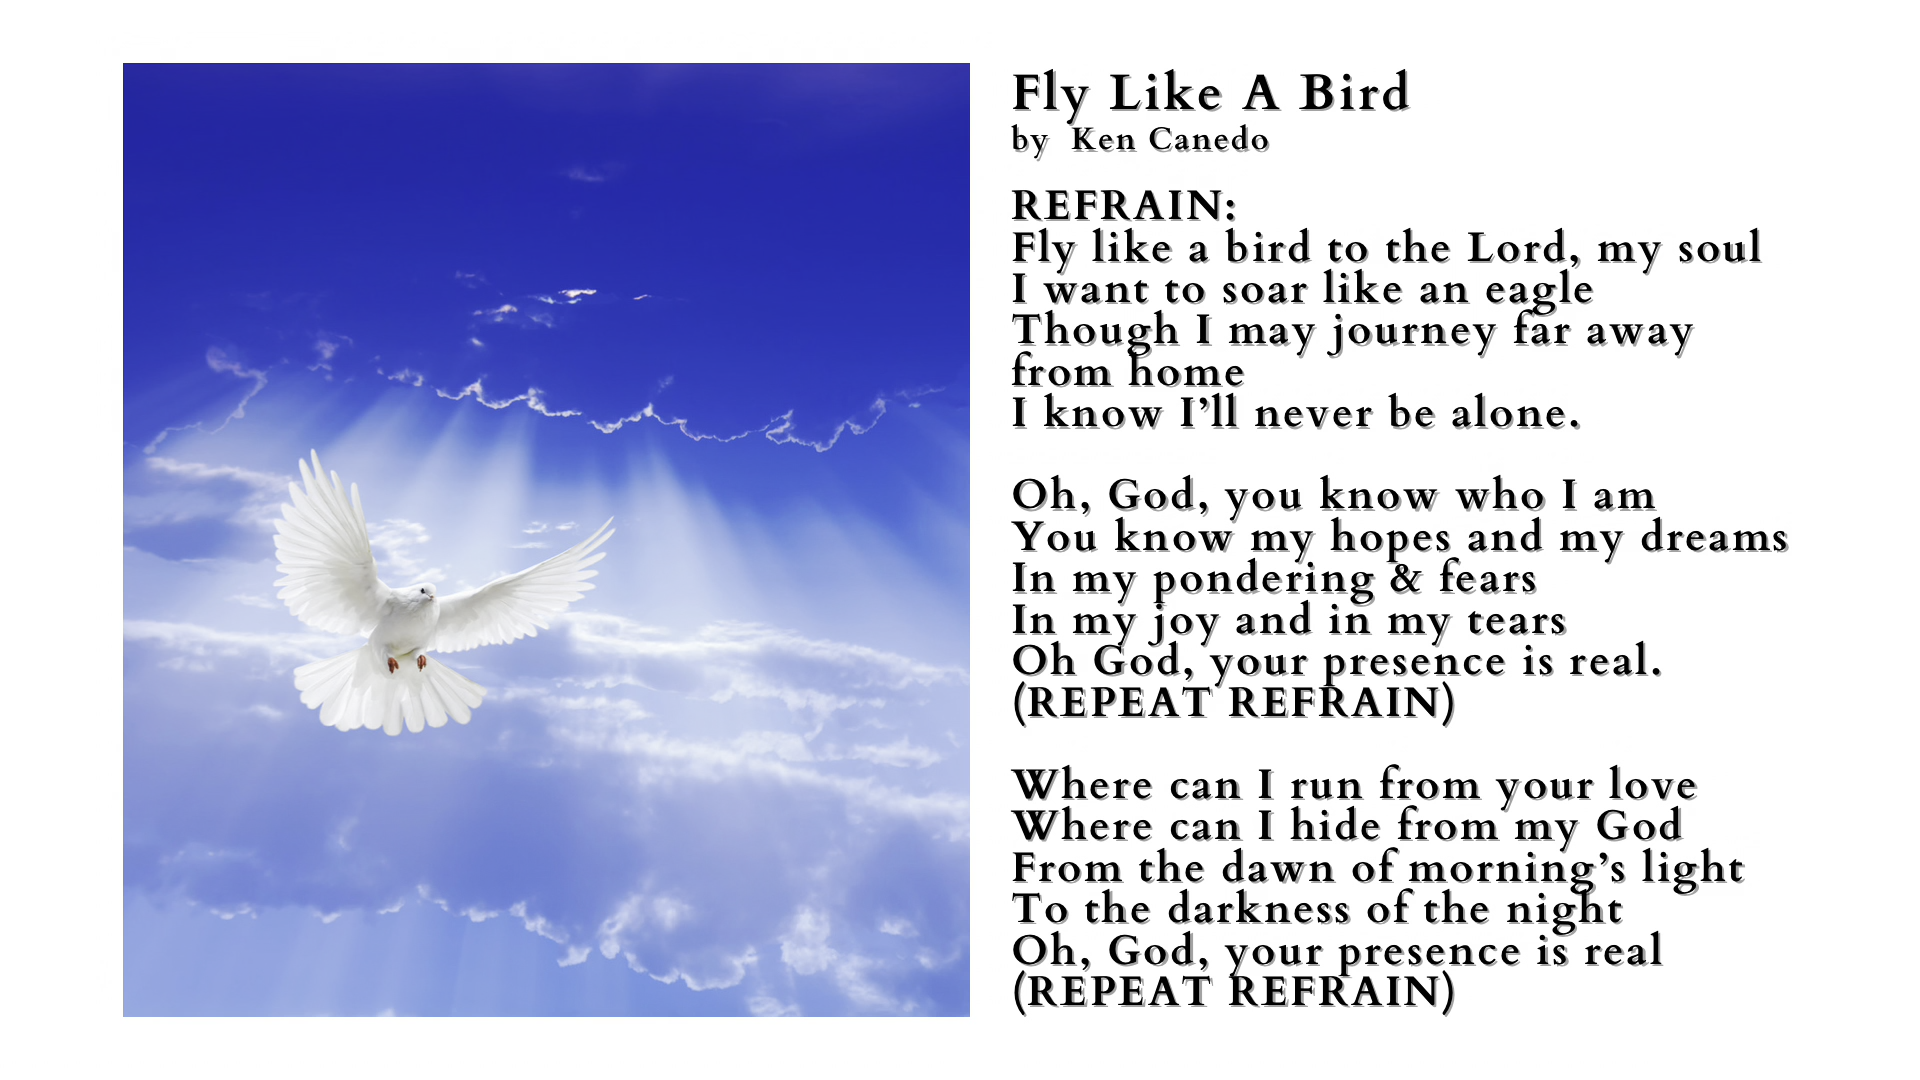 Fly Like A Bird
by Ken Canedo
REFRAIN:
Fly like a bird to the Lord, my soul
I want to soar like an eagle
Though I may journey far away
from home
I know I’ll never be alone.
Oh, God, you know who I am
You know my hopes and my dreams
In my pondering & fears
In my joy and in my tears
Oh God, your presence is real.
(REPEAT REFRAIN)
Where can I run from your love
Where can I hide from my God
From the dawn of morning’s light
To the darkness of the night
Oh, God, your presence is real
(REPEAT REFRAIN)